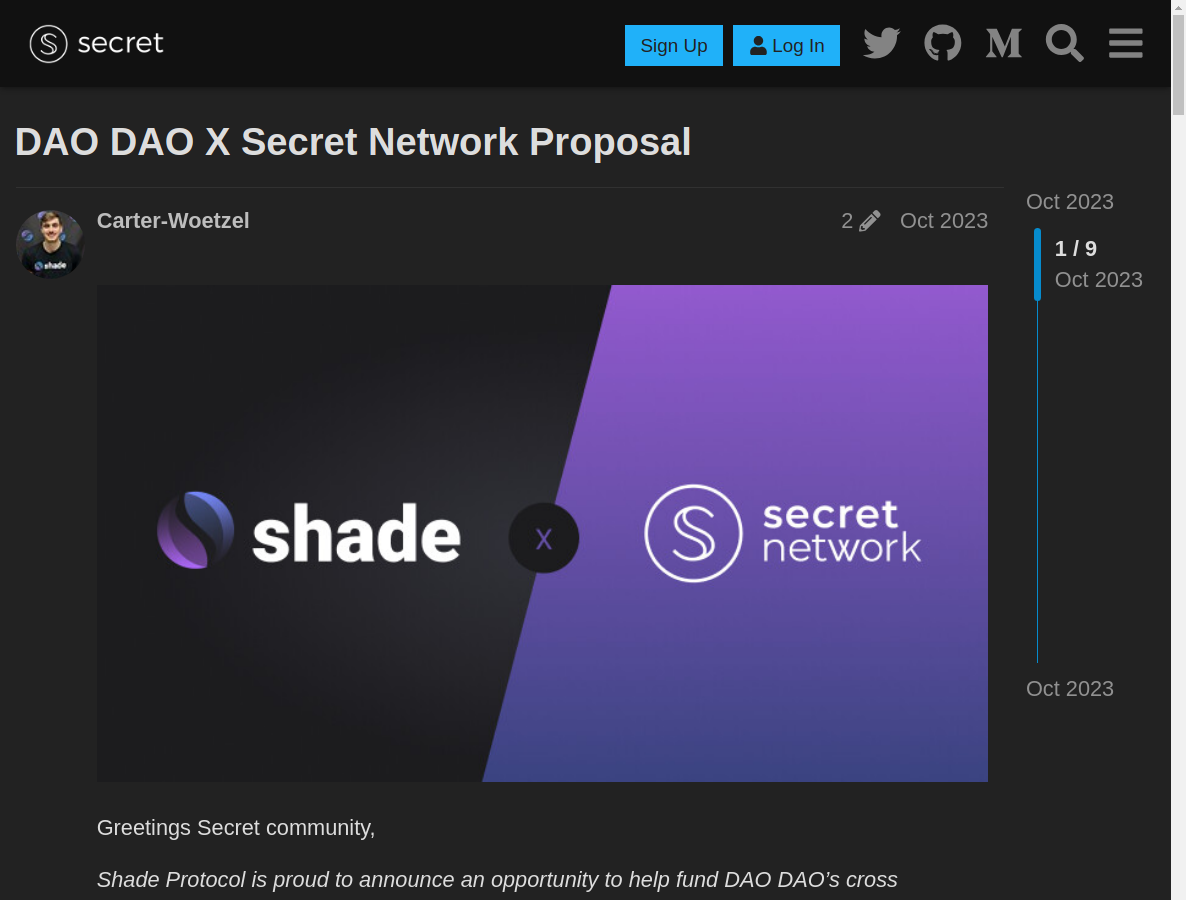 secret
Sign Up
Log In
DAO DAO X Secret Network Proposal
Carter-Woetzel
2
Oct 2023
Oct 2023
1 / 9
Oct 2023
shade
shade
X
secret
network
Oct 2023
Greetings Secret community,
Shade Protocol is proud to announce an opportunity to help fund DAO DAO’s cross